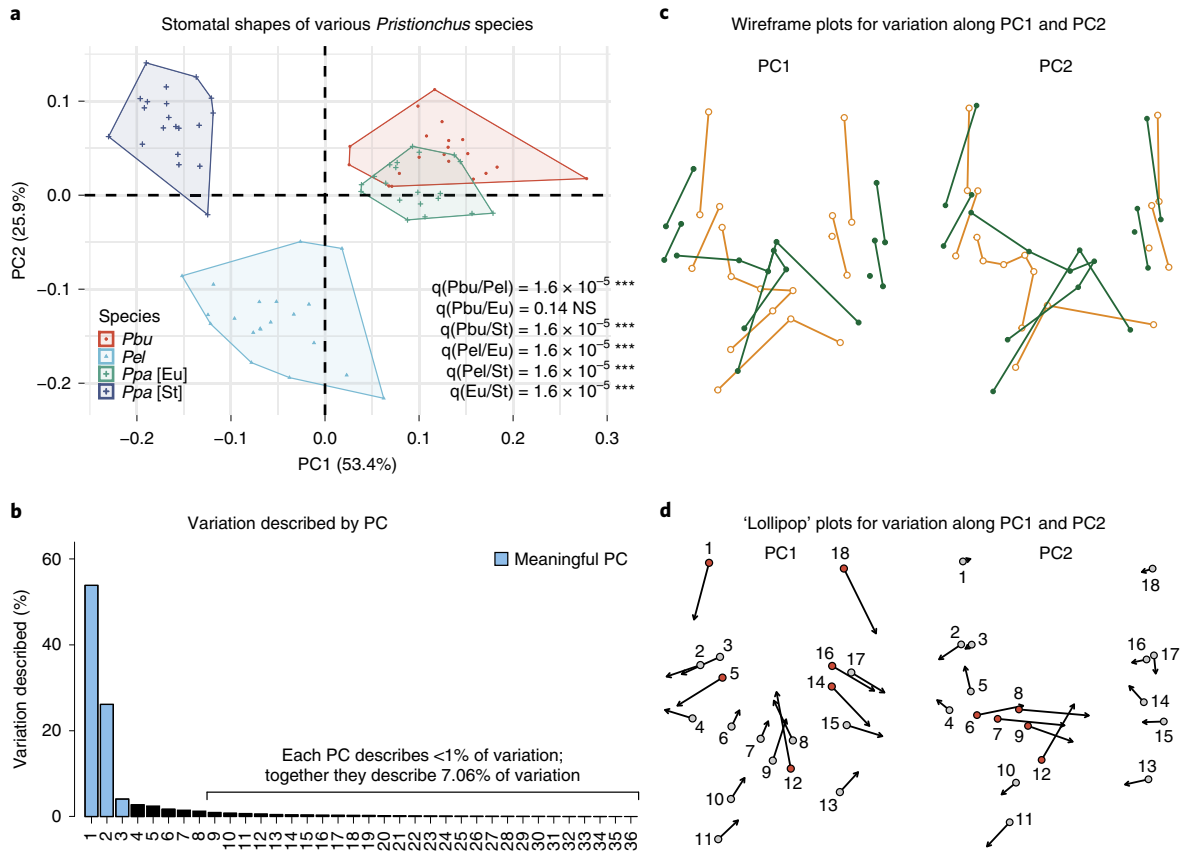 a
Stomatal shapes of various Pristionchus species
PC2 (25.9%)
0.1
0.0
−0.1
−0.2
−0.2
−0.1
0.0
0.1
0.2
0.3
PC1 (53.4%)
Species
Pbu
Pel
Ppa [Eu]
Ppa [St]
q(Pbu/Pel) = 1.6 × 10⁻⁵ ***
q(Pbu/Eu) = 0.14 NS
q(Pbu/St) = 1.6 × 10⁻⁵ ***
q(Pel/Eu) = 1.6 × 10⁻⁵ ***
q(Pel/St) = 1.6 × 10⁻⁵ ***
q(Eu/St) = 1.6 × 10⁻⁵ ***
c
Wireframe plots for variation along PC1 and PC2
PC1
PC2
b
Variation described by PC
Variation described (%)
60
40
20
0
Meaningful PC
Each PC describes <1% of variation;
together they describe 7.06% of variation
1
2
3
4
5
6
7
8
9
10
11
12
13
14
15
16
17
18
19
20
21
22
23
24
25
26
27
28
29
30
31
32
33
34
35
36
d
'Lollipop' plots for variation along PC1 and PC2
PC1
1
18
2
3
5
4
6
7
8
9
10
11
12
13
14
15
16
17
PC2
1
18
2
3
5
4
6
7
8
9
12
10
11
16
17
14
15
13